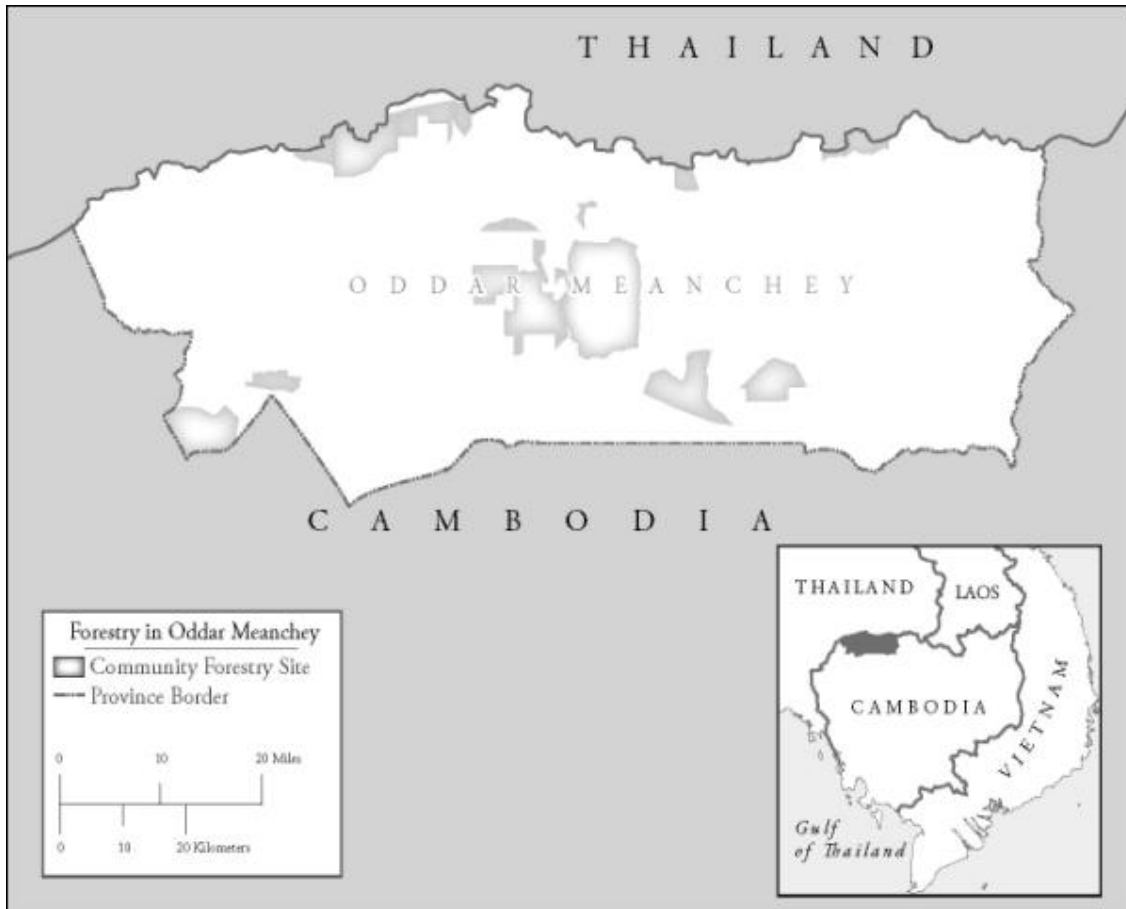 THAILAND
ODDAR MEANCHEY
CAMBODIA
Forestry in Oddar Meanchey
Community Forestry Site
Province Border
0 10 20 Miles
0 10 20 Kilometers
THAILAND
LAOS
CAMBODIA
VIETNAM
Gulf
of Thailand